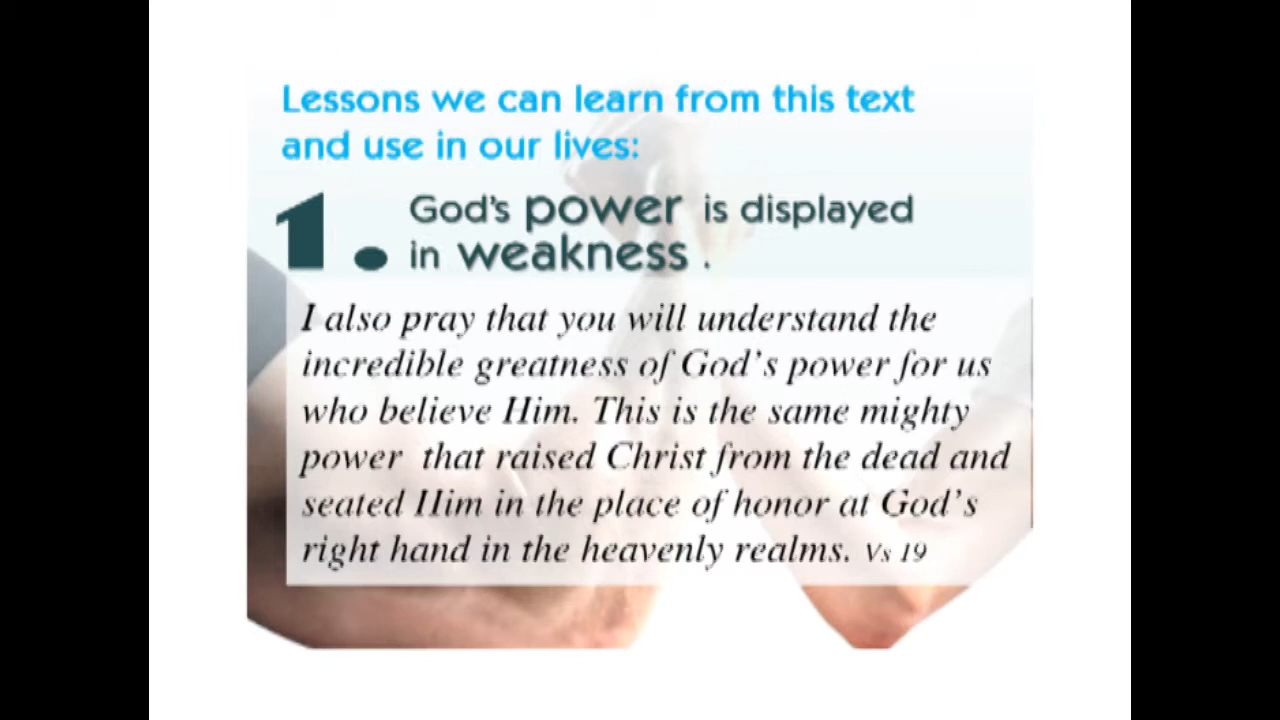 Lessons we can learn from this text
and use in our lives:
1. God's power is displayed
in weakness .
I also pray that you will understand the
incredible greatness of God's power for us
who believe Him. This is the same mighty
power that raised Christ from the dead and
seated Him in the place of honor at God's
right hand in the heavenly realms. Vs 19